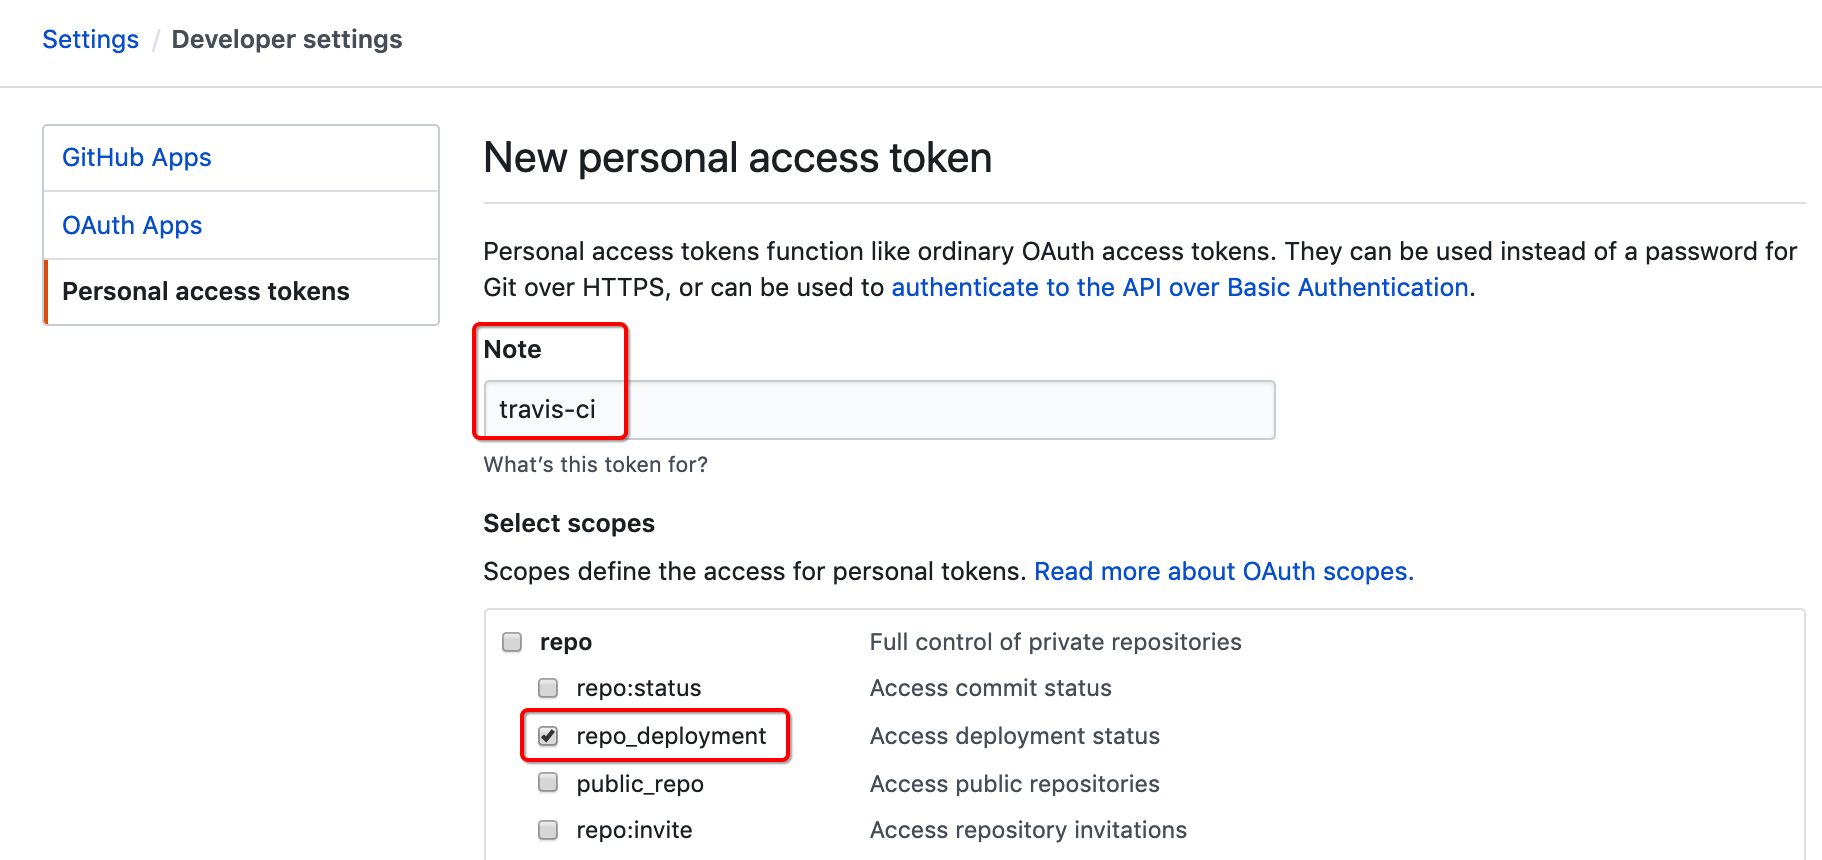 Settings / Developer settings
GitHub Apps
OAuth Apps
Personal access tokens
New personal access token
Personal access tokens function like ordinary OAuth access tokens. They can be used instead of a password for
Git over HTTPS, or can be used to authenticate to the API over Basic Authentication.
Note
travis-ci
What's this token for?
Select scopes
Scopes define the access for personal tokens. Read more about OAuth scopes.
repo Full control of private repositories
repo:status Access commit status
repo_deployment Access deployment status
public_repo Access public repositories
repo:invite Access repository invitations